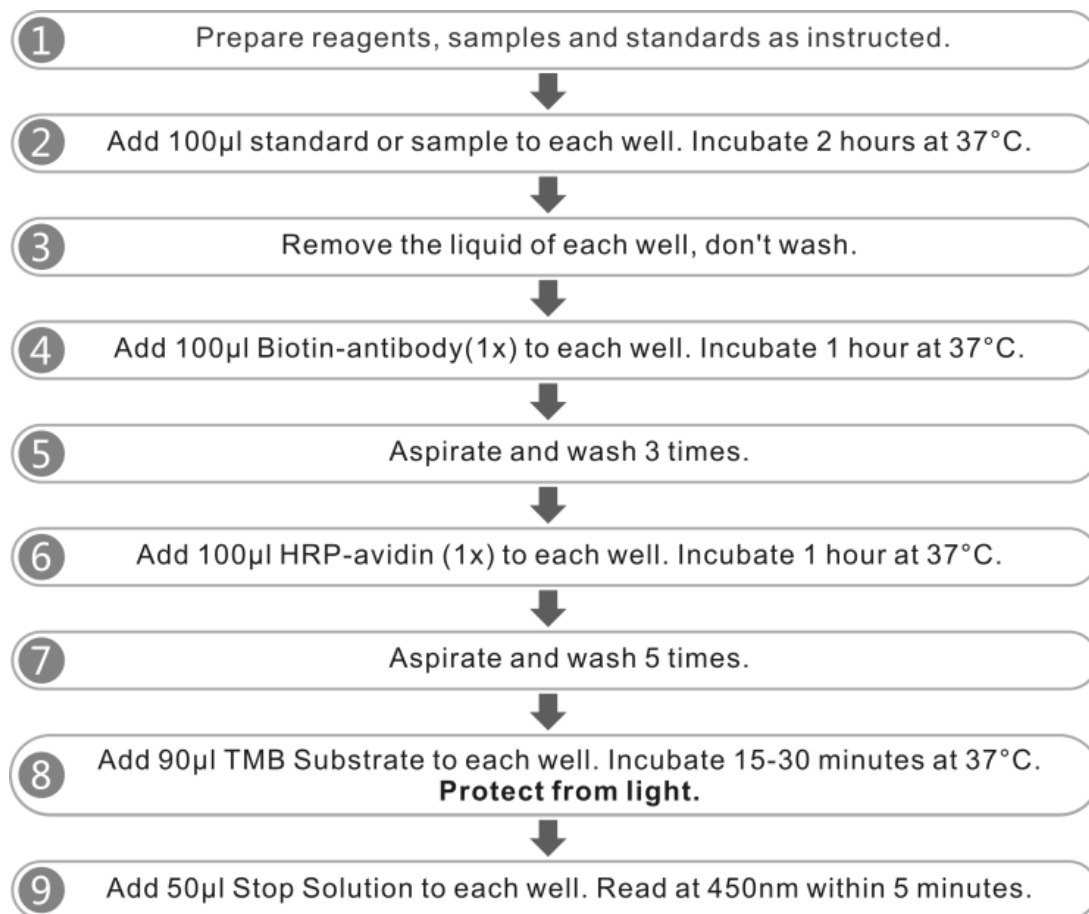 1 Prepare reagents, samples and standards as instructed.
2 Add 100µl standard or sample to each well. Incubate 2 hours at 37°C.
3 Remove the liquid of each well, don't wash.
4 Add 100µl Biotin-antibody(1x) to each well. Incubate 1 hour at 37°C.
5 Aspirate and wash 3 times.
6 Add 100µl HRP-avidin (1x) to each well. Incubate 1 hour at 37°C.
7 Aspirate and wash 5 times.
8 Add 90µl TMB Substrate to each well. Incubate 15-30 minutes at 37°C.
Protect from light.
9 Add 50µl Stop Solution to each well. Read at 450nm within 5 minutes.